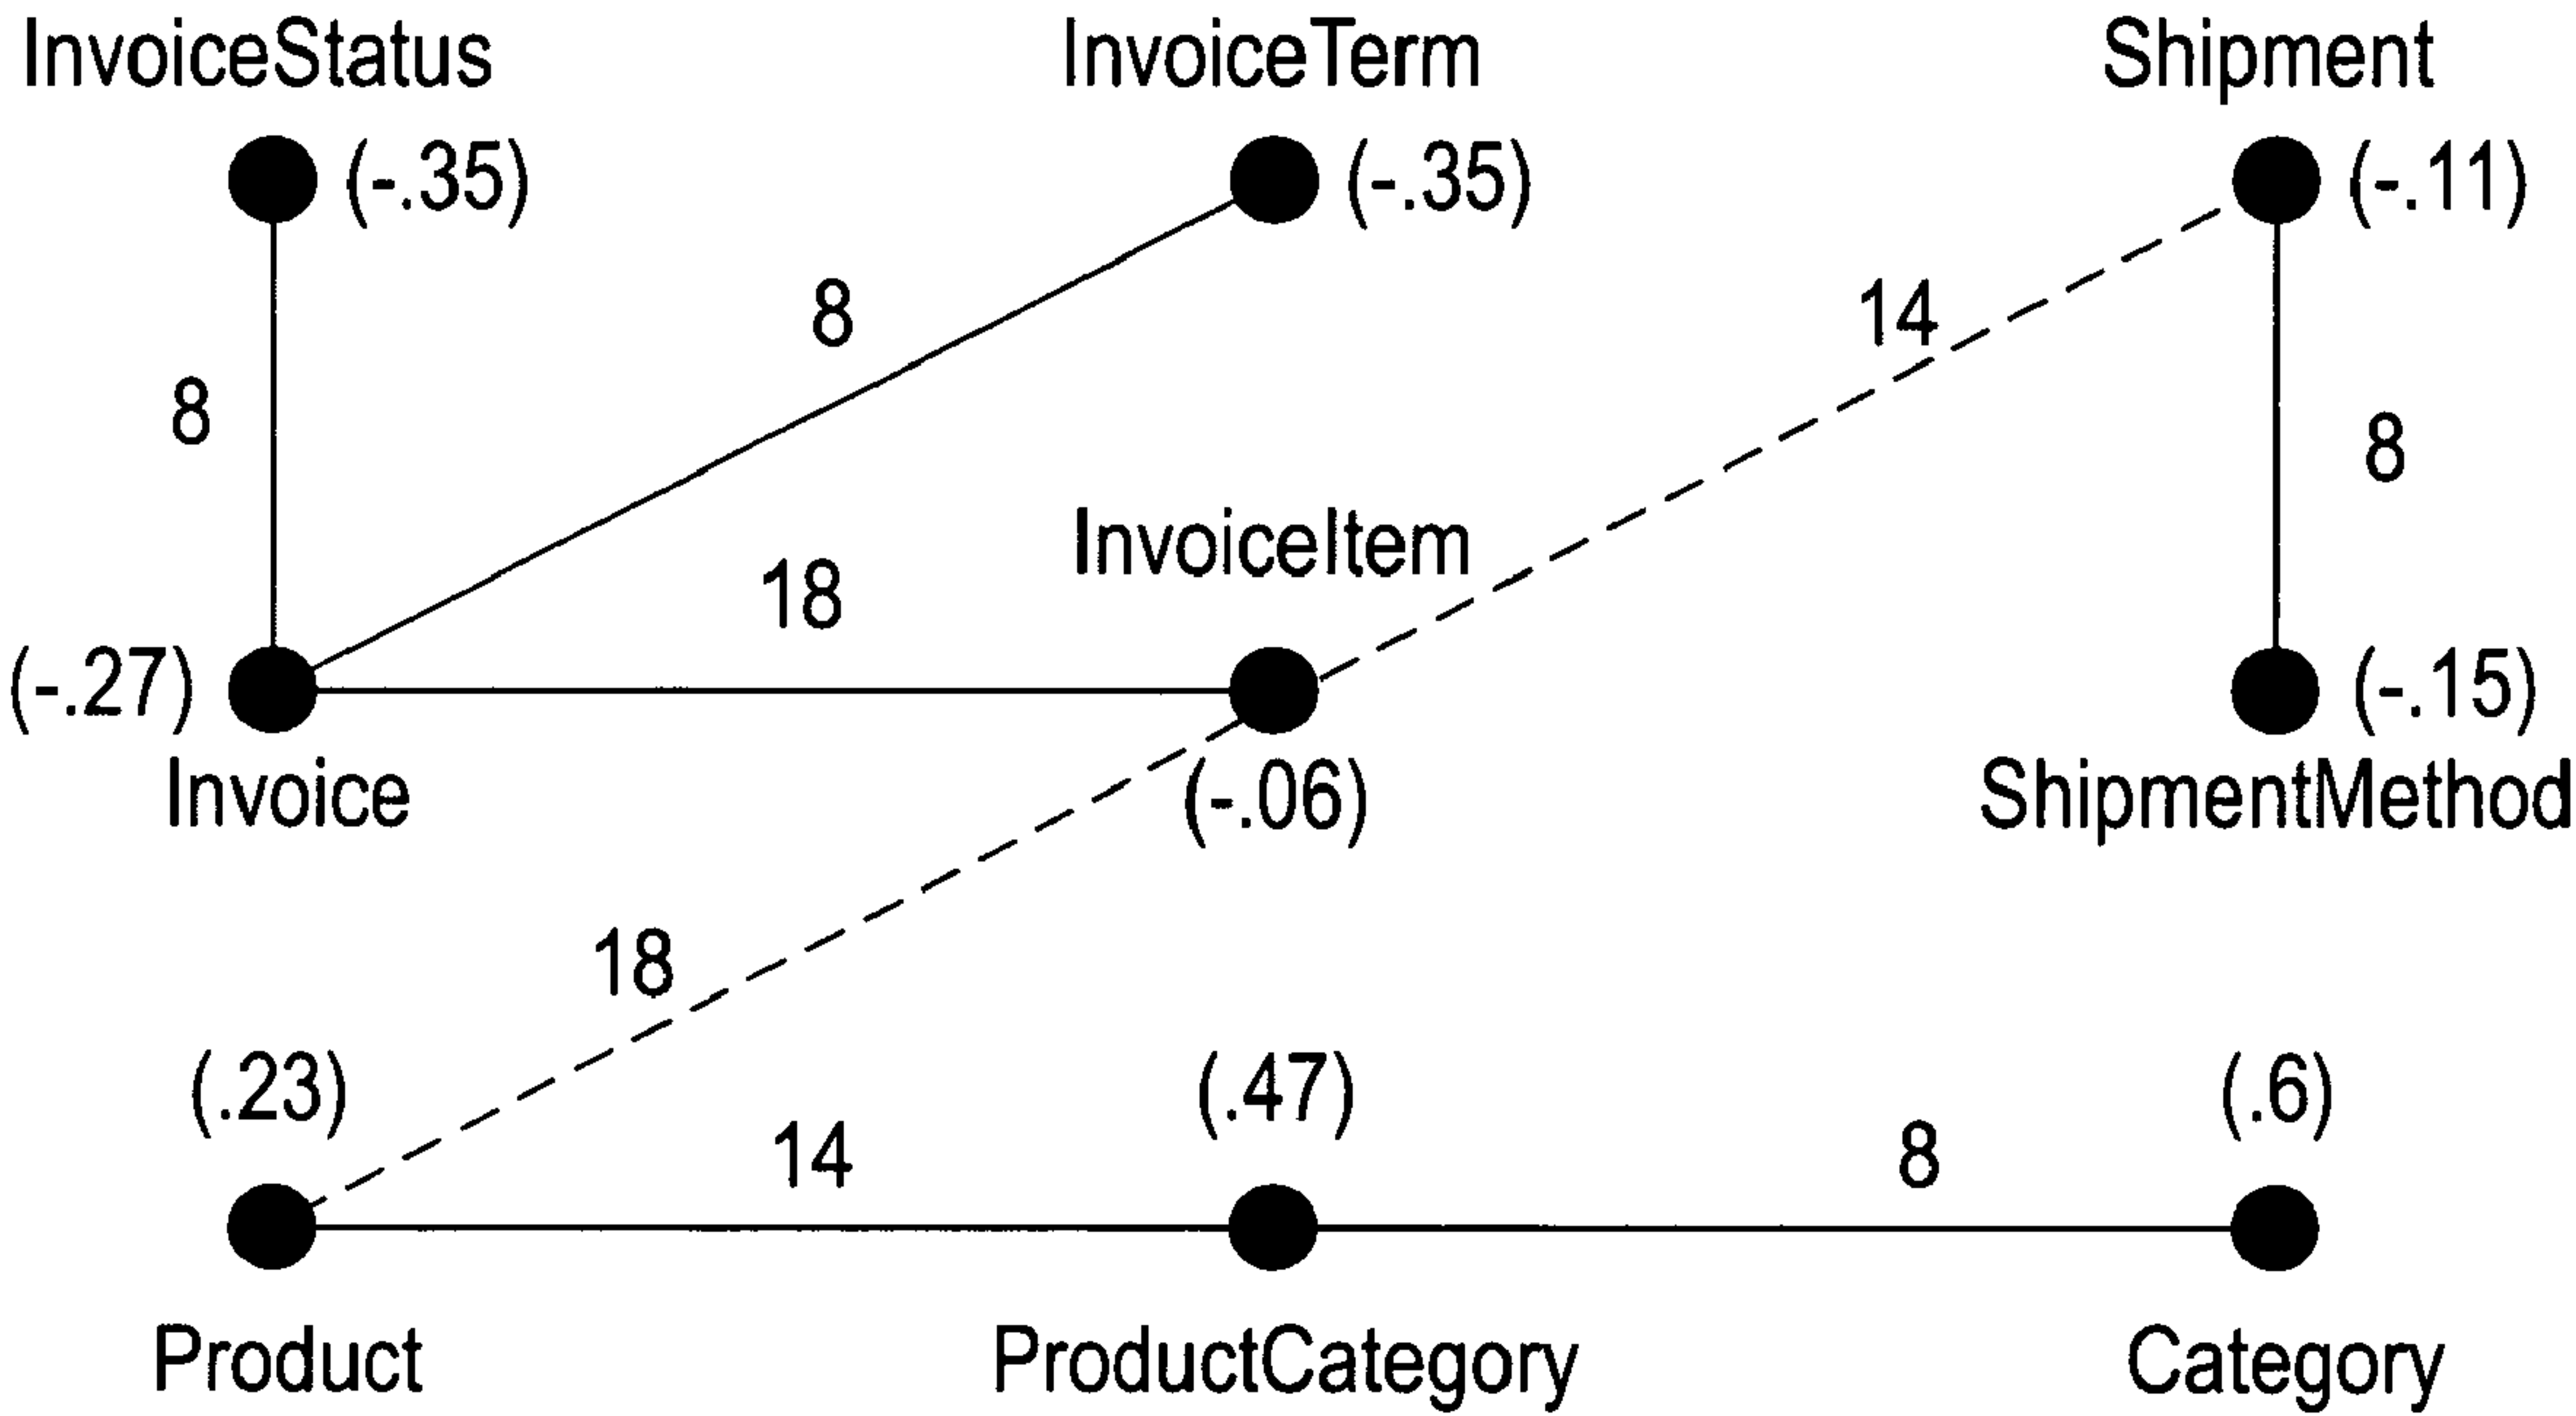 InvoiceStatus
InvoiceTerm
Shipment
(-.35)
(-.35)
(-.11)
8
8
14
8
18
InvoiceItem
(-.27)
(-.15)
Invoice
(-.06)
ShipmentMethod
18
(.23)
(.47)
(.6)
14
8
Product
ProductCategory
Category